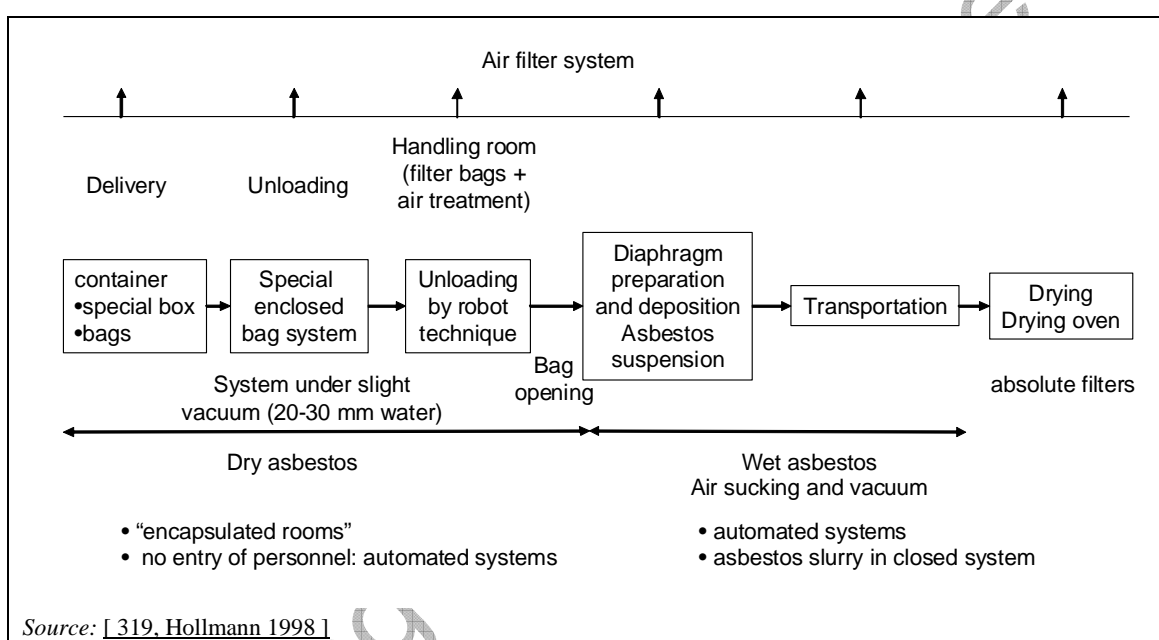 Air filter system
Delivery
Unloading
Handling room
(filter bags +
air treatment)
container
•special box
•bags
Special
enclosed
bag system
Unloading
by robot
technique
Bag
opening
Diaphragm
preparation
and deposition
Asbestos
suspension
Transportation
Drying
Drying oven
absolute filters
System under slight
vacuum (20-30 mm water)
Dry asbestos
Wet asbestos
Air sucking and vacuum
• “encapsulated rooms”
• no entry of personnel: automated systems
• automated systems
• asbestos slurry in closed system
Source: [ 319, Hollmann 1998 ]